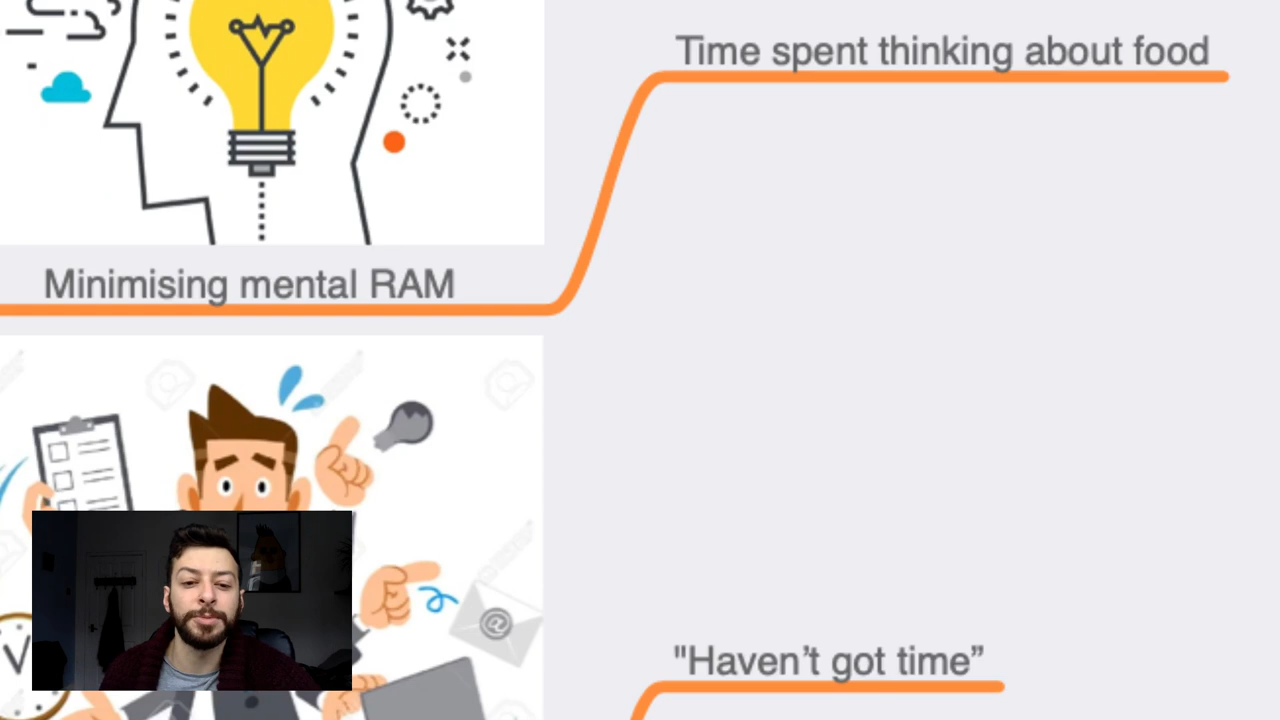 Time spent thinking about food
Minimising mental RAM
@
"Haven’t got time”